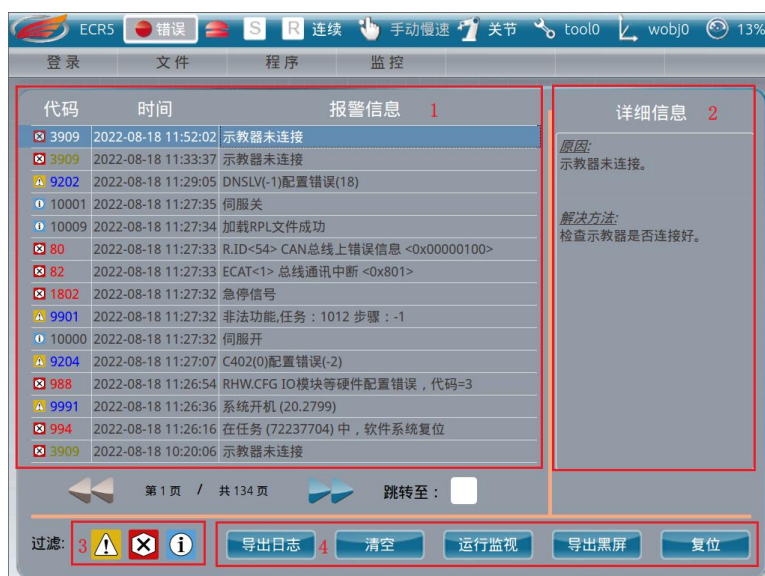 ECR5 错误 S R 连续 手动慢速 关节 tool0 wobj0 13%
登录 文件 程序 监控
代码 时间 报警信息 1
3909 2022-08-18 11:52:02 示教器未连接
3909 2022-08-18 11:33:37 示教器未连接
9202 2022-08-18 11:29:05 DNSLV(-1)配置错误(18)
10001 2022-08-18 11:27:35 伺服关
10009 2022-08-18 11:27:34 加载RPL文件成功
80 2022-08-18 11:27:33 R.ID<54> CAN总线上错误信息 <0x00000100>
82 2022-08-18 11:27:33 ECAT<1> 总线通讯中断 <0x801>
1802 2022-08-18 11:27:32 急停信号
9901 2022-08-18 11:27:32 非法功能,任务：1012 步骤：-1
10000 2022-08-18 11:27:32 伺服开
9204 2022-08-18 11:27:07 C402(0)配置错误(-2)
988 2022-08-18 11:26:54 RHW.CFG IO模块等硬件配置错误，代码=3
9991 2022-08-18 11:26:36 系统开机 (20.2799)
994 2022-08-18 11:26:16 在任务 (72237704) 中，软件系统复位
3909 2022-08-18 10:20:06 示教器未连接
第 1 页 / 共 134 页 跳转至：
详细信息 2
原因:
示教器未连接。
解决方法:
检查示教器是否连接好。
过滤: 3
导出日志 4 清空 运行监视 导出黑屏 复位